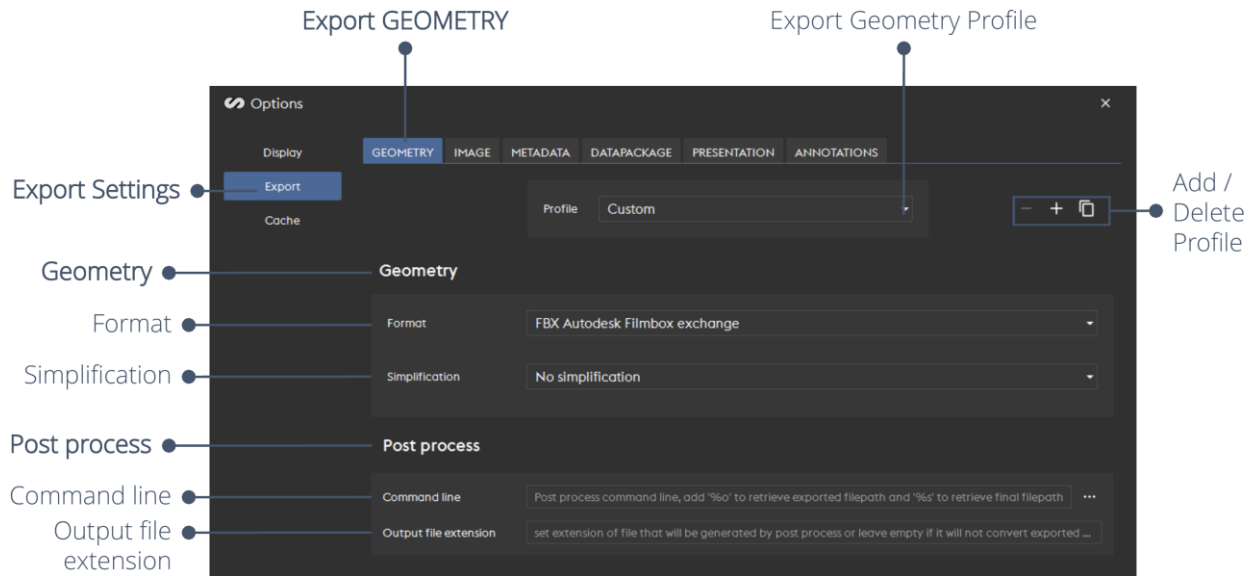 Export GEOMETRY
Export Geometry Profile
Options
Display
GEOMETRY IMAGE METADATA DATAPACKAGE PRESENTATION ANNOTATIONS
Export Settings
Export
Profile
Custom
Add /
Delete
Profile
Cache
Geometry
Geometry
Format
Format
FBX Autodesk Filmbox exchange
Simplification
Simplification
No simplification
Post process
Post process
Command line
Command line
Post process command line, add '%o' to retrieve exported filepath and '%s' to retrieve final filepath
...
Output file
extension
Output file extension
set extension of file that will be generated by post process or leave empty if it will not convert exported ...